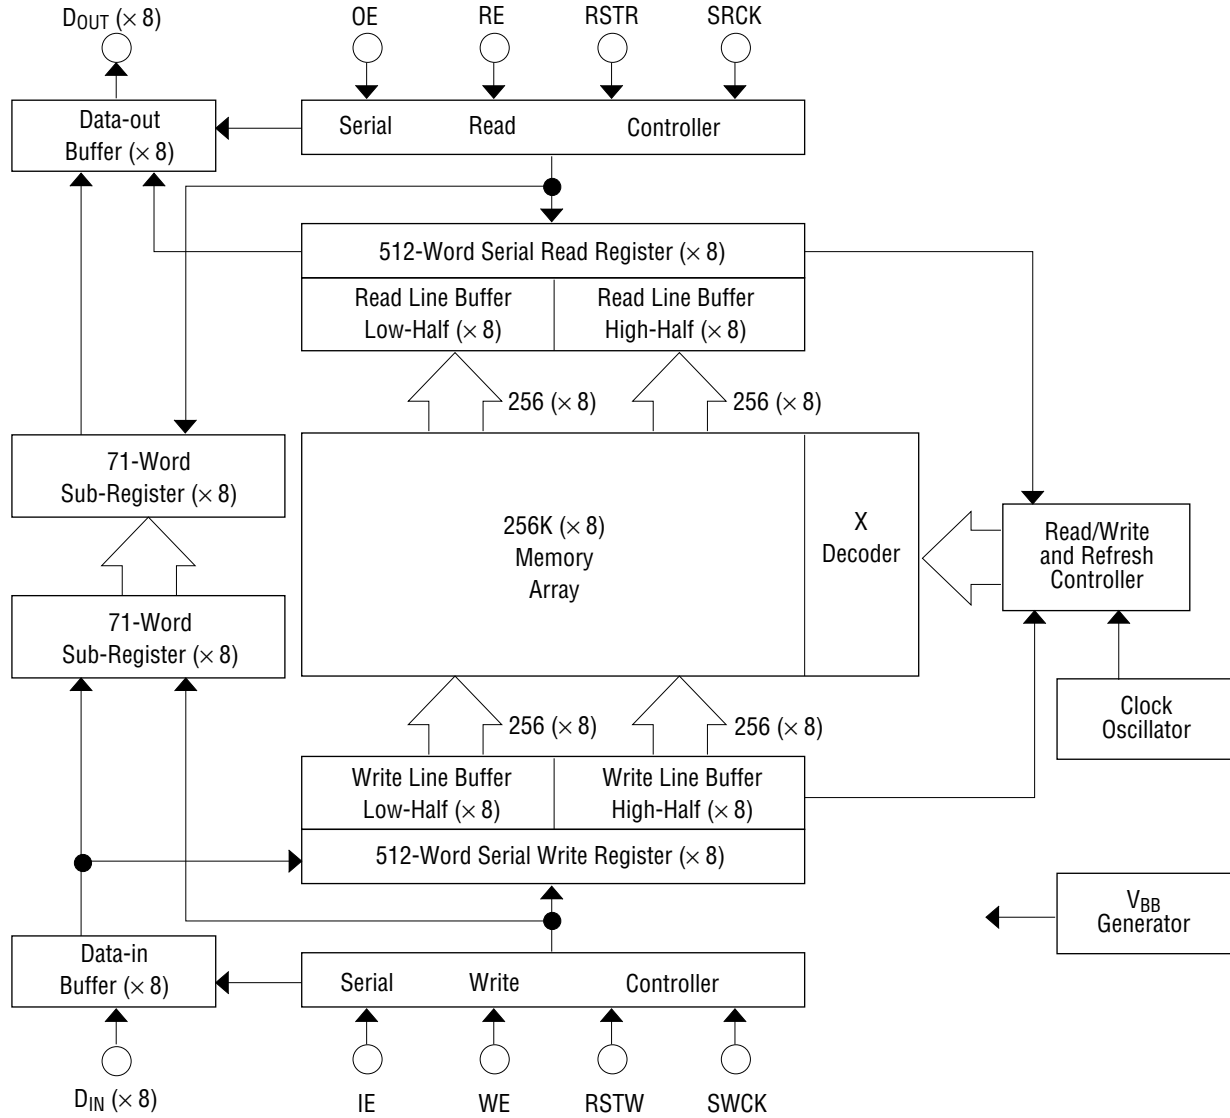 DOUT (× 8)
OE
RE
RSTR
SRCK
Data-out
Buffer (× 8)
Serial Read Controller
512-Word Serial Read Register (× 8)
Read Line Buffer
Low-Half (× 8)
Read Line Buffer
High-Half (× 8)
256 (× 8)
256 (× 8)
71-Word
Sub-Register (× 8)
256K (× 8)
Memory
Array
X
Decoder
Read/Write
and Refresh
Controller
71-Word
Sub-Register (× 8)
Clock
Oscillator
256 (× 8)
256 (× 8)
Write Line Buffer
Low-Half (× 8)
Write Line Buffer
High-Half (× 8)
512-Word Serial Write Register (× 8)
VBB
Generator
Data-in
Buffer (× 8)
Serial Write Controller
DIN (× 8)
IE
WE
RSTW
SWCK